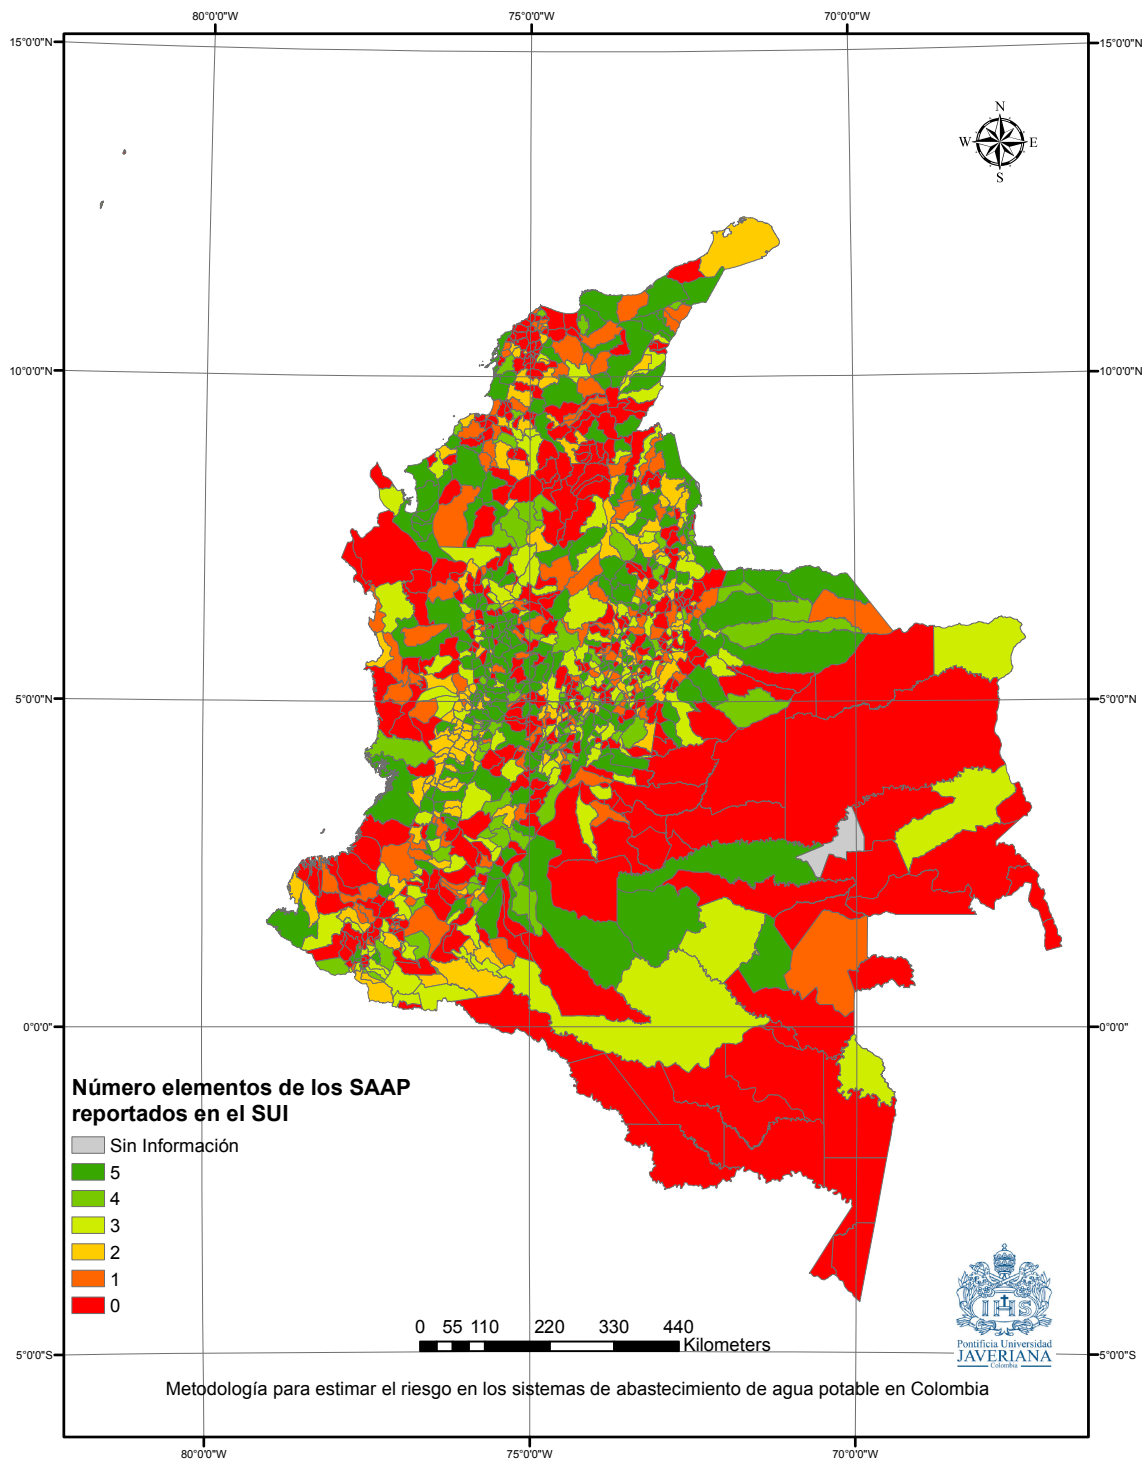 80°0'0"W 75°0'0"W 70°0'0"W
15°0'0"N 15°0'0"N
N
W E
S
10°0'0"N 10°0'0"N
5°0'0"N 5°0'0"N
0°0'0" 0°0'0"
Número elementos de los SAAP
reportados en el SUI
Sin Información
5
4
3
2
1
0
IHS
0 55 110 220 330 440
Kilometers
Pontificia Universidad
JAVERIANA
Colombia
5°0'0"S 5°0'0"S
Metodología para estimar el riesgo en los sistemas de abastecimiento de agua potable en Colombia
80°0'0"W 75°0'0"W 70°0'0"W